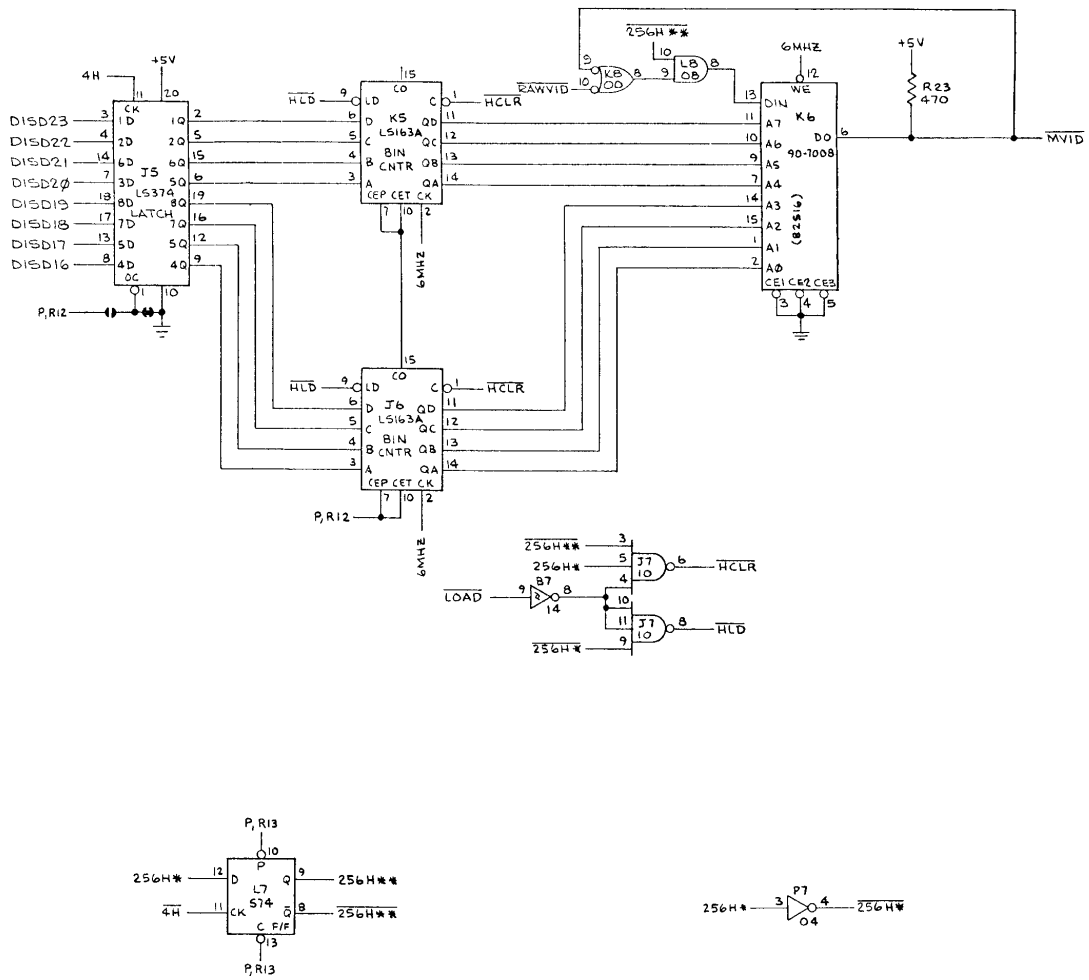 256H**
+5V
4H
11 20
CK
DISD23 3 1D 1Q 2
DISD22 4 2D 2Q 5
DISD21 14 6D 6Q 15
DISD20 7 3D 5Q 6
DISD19 18 8D 8Q 19
DISD18 17 7D 7Q 16
DISD17 13 5D 5Q 12
DISD16 8 4D 4Q 9
J5
LS374
LATCH
OC
1 10
P,R12
15
CO
HLD 9 LD C 1 HCLR
K5
LS163A
BIN
CNTR
6 D QD 11
5 C QC 12
4 B QB 13
3 A QA 14
CEP CET CK
7 10 2
6MHZ
9
RAWVID 10
K8
00
8
10
9
L8
08
8
6MHZ
12
WE
13 DIN
K6
11 A7
10 A6
9 A5
7 A4
14 A3
15 A2
1 A1
2 A0
DO 6
90-7008
(82S16)
CE1 CE2 CE3
3 4 5
+5V
R23
470
MVID
15
CO
HLD 9 LD C 1 HCLR
J6
LS163A
BIN
CNTR
6 D QD 11
5 C QC 12
4 B QB 13
3 A QA 14
CEP CET CK
7 10 2
P,R12
6MHZ
256H** 3
256H* 5
4
J7
10
6 HCLR
LOAD 9 B7 8
14
10
11
9
J7
10
8 HLD
256H*
P,R13
10
P
256H* 12 D Q 9 256H**
L7
S74
4H 11 CK Q 8 256H**
C F/F
13
P,R13
P7
256H* 3 4 256H*
04